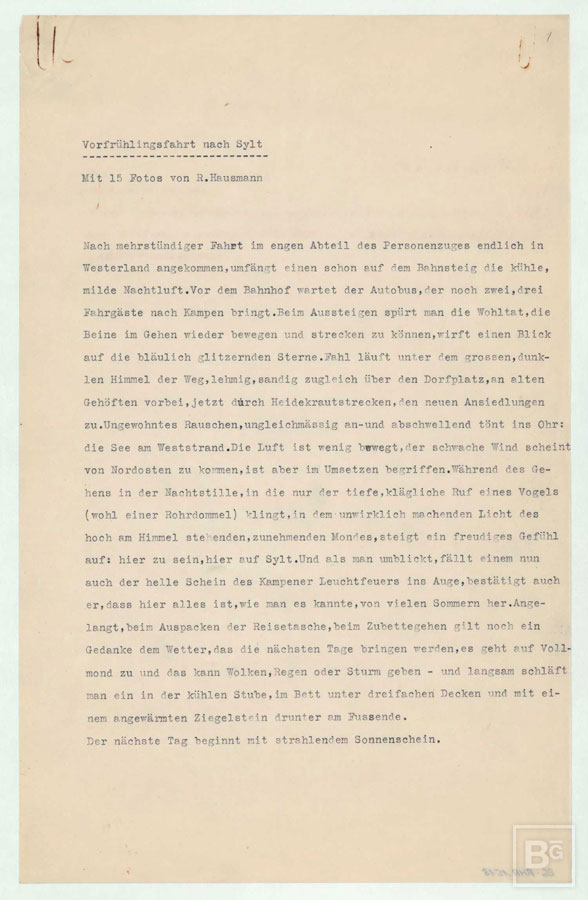 1
Vorfrühlingsfahrt nach Sylt
Mit 15 Fotos von R.Hausmann
Nach mehrstündiger Fahrt im engen Abteil des Personenzuges endlich in
Westerland angekommen,umfängt einen schon auf dem Bahnsteig die kühle,
milde Nachtluft.Vor dem Bahnhof wartet der Autobus,der noch zwei,drei
Fahrgäste nach Kampen bringt.Beim Aussteigen spürt man die Wohltat,die
Beine im Gehen wieder bewegen und strecken zu können,wirft einen Blick
auf die bläulich glitzernden Sterne.Fahl läuft unter dem grossen,dunk-
len Himmel der Weg,lehmig,sandig zugleich über den Dorfplatz,an alten
Gehöften vorbei,jetzt durch Heidekrautstrecken,den neuen Ansiedlungen
zu.Ungewohntes Rauschen,ungleichmässig an-und abschwellend tönt ins Ohr:
die See am Weststrand.Die Luft ist wenig bewegt,der schwache Wind scheint
von Nordosten zu kommen,ist aber im Umsetzen begriffen.Während des Ge-
hens in der Nachtstille,in die nur der tiefe,klägliche Ruf eines Vogels
(wohl einer Rohrdommel) klingt,in dem unwirklich machenden Licht des
hoch am Himmel stehenden,zunehmenden Mondes,steigt ein freudiges Gefühl
auf: hier zu sein,hier auf Sylt.Und als man umblickt,fällt einem nun
auch der helle Schein des Kampener Leuchtfeuers ins Auge,bestätigt auch
er,dass hier alles ist,wie man es kannte,von vielen Sommern her.Ange-
langt,beim Auspacken der Reisetasche,beim Zubettegehen gilt noch ein
Gedanke dem Wetter,das die nächsten Tage bringen werden,es geht auf Voll-
mond zu und das kann Wolken,Regen oder Sturm geben - und langsam schläft
man ein in der kühlen Stube,im Bett unter dreifachen Decken und mit ei-
nem angewärmten Ziegelstein drunter am Fussende.
Der nächste Tag beginnt mit strahlendem Sonnenschein.
BG